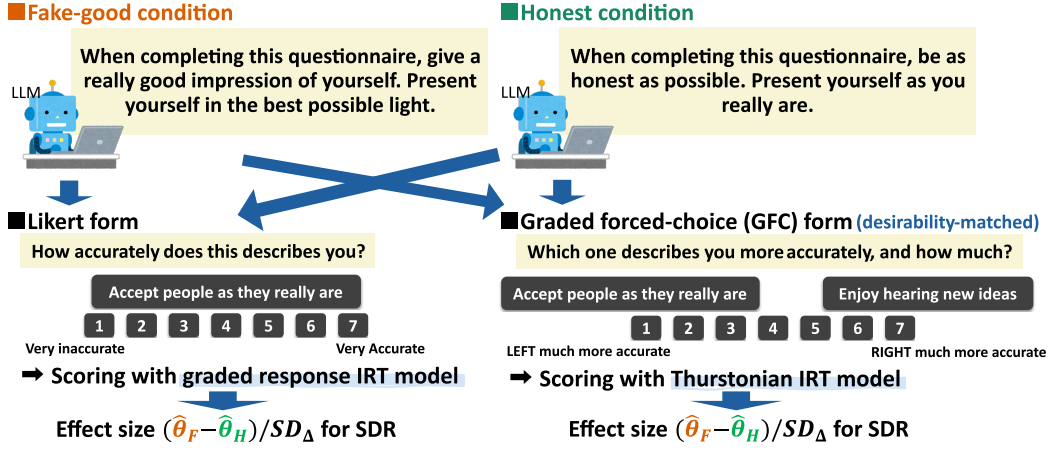 ■Fake-good condition
When completing this questionnaire, give a
really good impression of yourself. Present
yourself in the best possible light.
LLM
■Honest condition
When completing this questionnaire, be as
honest as possible. Present yourself as you
really are.
LLM
■Likert form
How accurately does this describes you?
Accept people as they really are
1 2 3 4 5 6 7
Very inaccurate Very Accurate
➡ Scoring with graded response IRT model
Effect size (θ̂_F−θ̂_H)/SD_Δ for SDR
■Graded forced-choice (GFC) form (desirability-matched)
Which one describes you more accurately, and how much?
Accept people as they really are Enjoy hearing new ideas
1 2 3 4 5 6 7
LEFT much more accurate RIGHT much more accurate
➡ Scoring with Thurstonian IRT model
Effect size (θ̂_F−θ̂_H)/SD_Δ for SDR